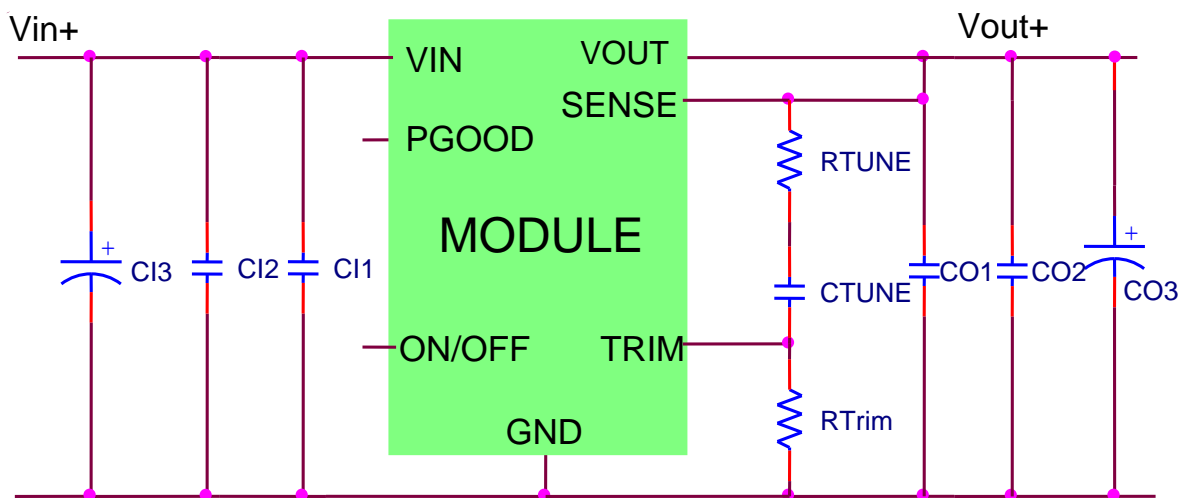 Vin+
Vout+
VIN
VOUT
SENSE
PGOOD
RTUNE
MODULE
+
CI3
CI2
CI1
CTUNE
CO1
CO2
+
CO3
ON/OFF
TRIM
RTrim
GND